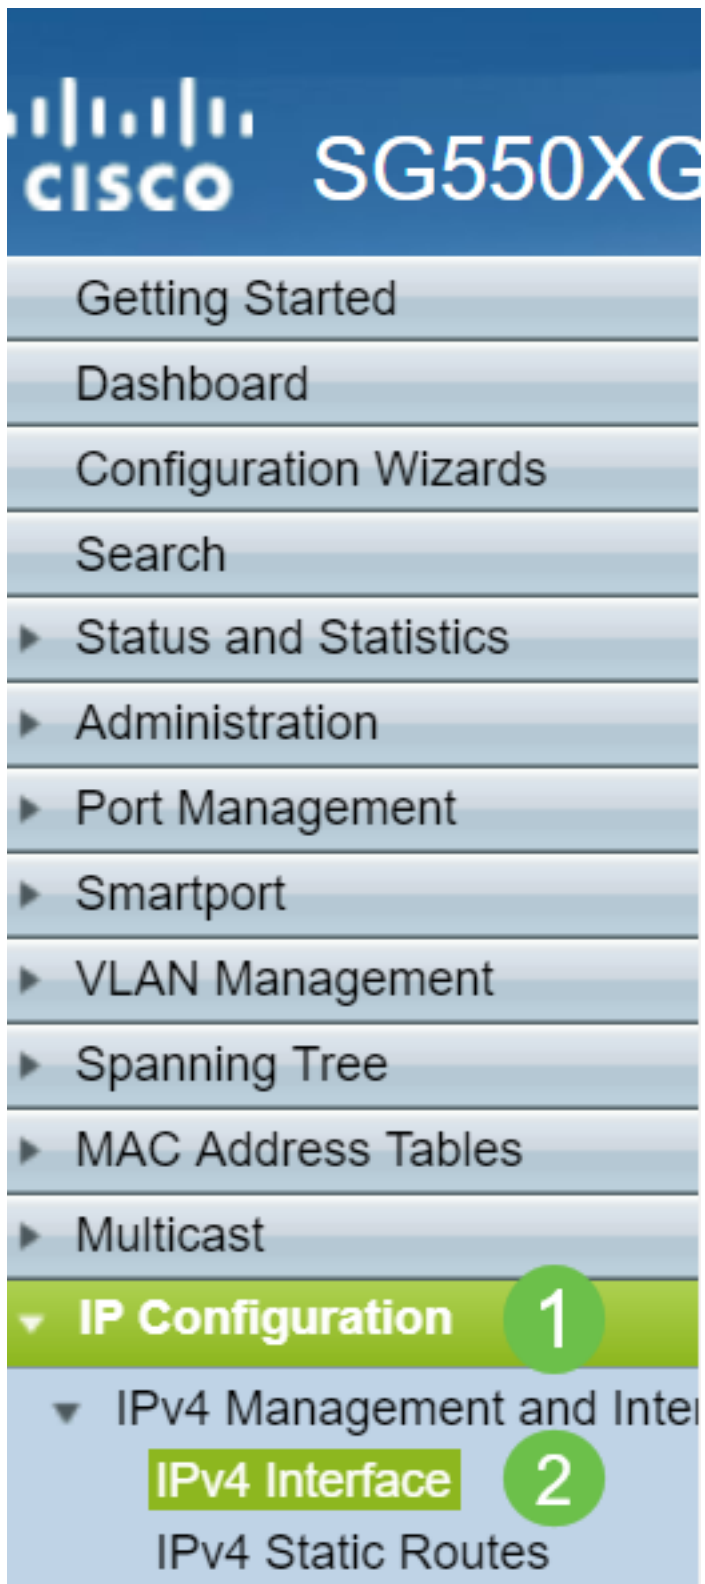 CISCO SG550XG
Getting Started
Dashboard
Configuration Wizards
Search
Status and Statistics
Administration
Port Management
Smartport
VLAN Management
Spanning Tree
MAC Address Tables
Multicast
IP Configuration 1
IPv4 Management and Inter
IPv4 Interface 2
IPv4 Static Routes